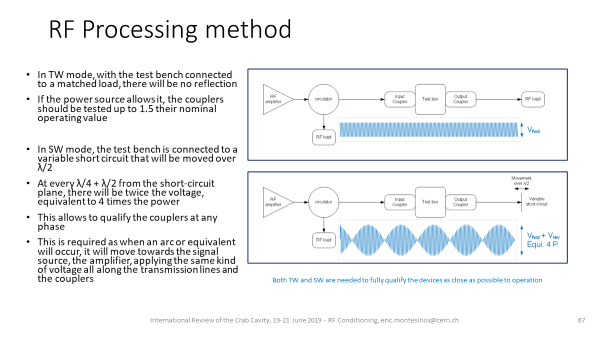 RF Processing method
• In TW mode, with the test bench connected
to a matched load, there will be no reflection
• If the power source allows it, the couplers
should be tested up to 1.5 their nominal
operating value
• In SW mode, the test bench is connected to a
variable short circuit that will be moved over
λ/2
• At every λ/4 + λ/2 from the short-circuit
plane, there will be twice the voltage,
equivalent to 4 times the power
• This allows to qualify the couplers at any
phase
• This is required as when an arc or equivalent
will occur, it will move towards the signal
source, the amplifier, applying the same kind
of voltage all along the transmission lines and
the couplers
RF
amplifier
circulator
Input
Coupler
Test box
Output
Coupler
RF load
RF load
Vfwd
Movement
over λ/2
RF
amplifier
circulator
Input
Coupler
Test box
Output
Coupler
Variable
short circuit
RF load
Vfwd + Vrev
Equi. 4 P
Both TW and SW are needed to fully qualify the devices as close as possible to operation
International Review of the Crab Cavity, 19-21 June 2019 - RF Conditioning, eric.montesinos@cern.ch
67